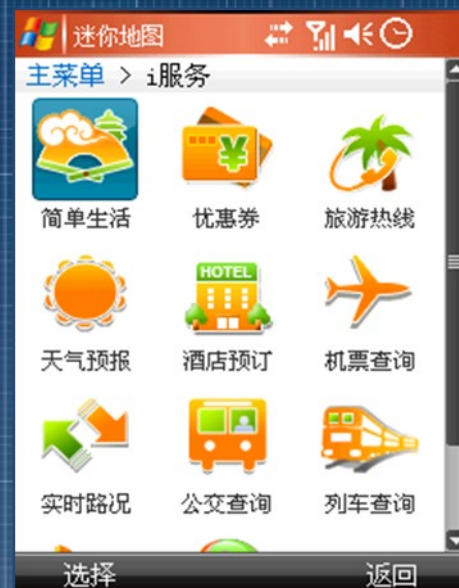 迷你地图
主菜单 > i服务
简单生活 优惠券 旅游热线
HOTEL
天气预报 酒店预订 机票查询
实时路况 公交查询 列车查询
选择 返回